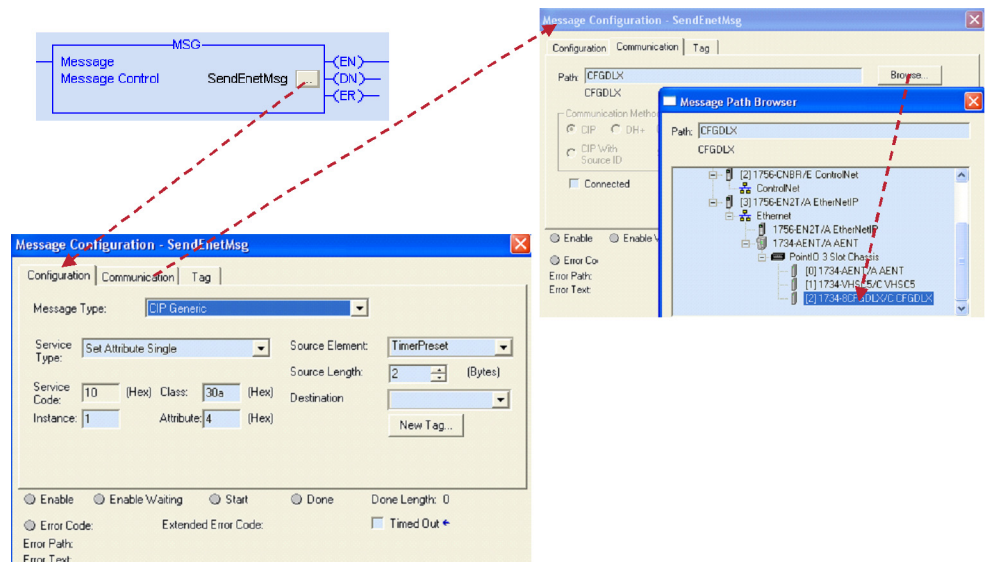 MSG
Message
Message Control SendEnetMsg ...
(EN)
(DN)
(ER)
Message Configuration - SendEnetMsg
Configuration Communication Tag
Path: CFGDLX Browse...
CFGDLX
Communication Method
CIP DH+
CIP With
Source ID
Connected
Enable Enable
Error
Error Path:
Error Text:
Message Path Browser
Path: CFGDLX
CFGDLX
[2] 1756-CNBR/E ControlNet
ControlNet
[3] 1756-EN2T/A EtherNetIP
Ethernet
1756-EN2T/A EtherNetIP
1734-AENT/A AENT
PointIO 3 Slot Chassis
[0] 1734-AENT/A AENT
[1] 1734-VHSC5/C VHSC5
[2] 1734-8CFGDLX/C CFGDLX
Message Configuration - SendEnetMsg
Configuration Communication Tag
Message Type: CIP Generic
Service Type: Set Attribute Single
Source Element: TimerPreset
Source Length: 2 (Bytes)
Service Code: 10 (Hex) Class: 30a (Hex)
Destination
Instance: 1 Attribute: 4 (Hex)
New Tag...
Enable Enable Waiting Start Done Done Length: 0
Error Code: Extended Error Code: Timed Out
Error Path:
Error Text: